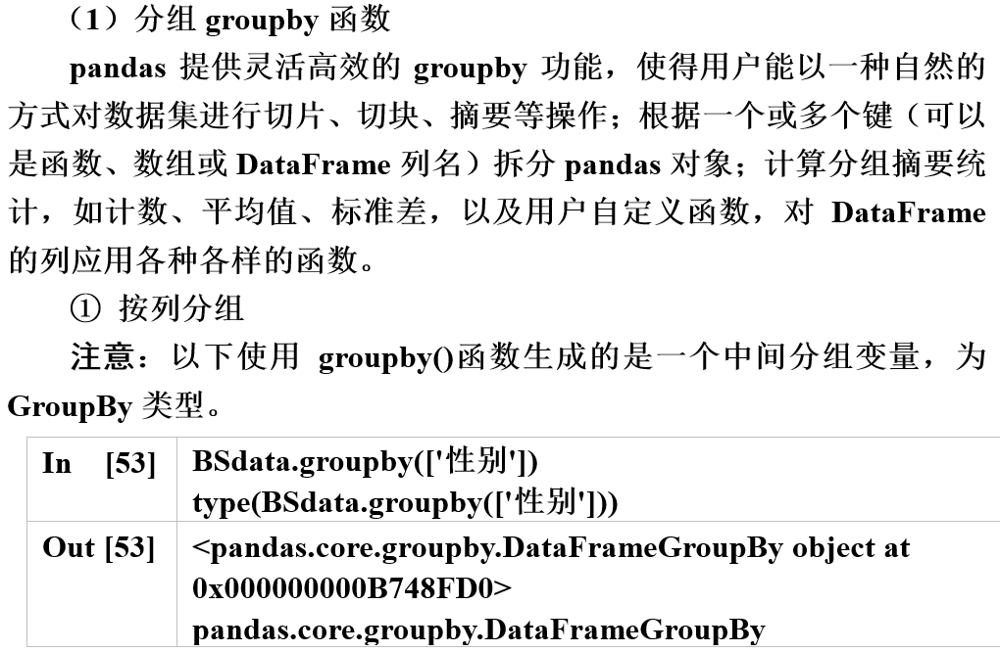 （1）分组 groupby 函数
pandas 提供灵活高效的 groupby 功能，使得用户能以一种自然的
方式对数据集进行切片、切块、摘要等操作；根据一个或多个键（可以
是函数、数组或 DataFrame 列名）拆分 pandas 对象；计算分组摘要统
计，如计数、平均值、标准差，以及用户自定义函数，对 DataFrame
的列应用各种各样的函数。
① 按列分组
注意：以下使用 groupby()函数生成的是一个中间分组变量，为
GroupBy 类型。
In [53] BSdata.groupby(['性别'])
type(BSdata.groupby(['性别']))
Out [53] <pandas.core.groupby.DataFrameGroupBy object at
0x000000000B748FD0>
pandas.core.groupby.DataFrameGroupBy